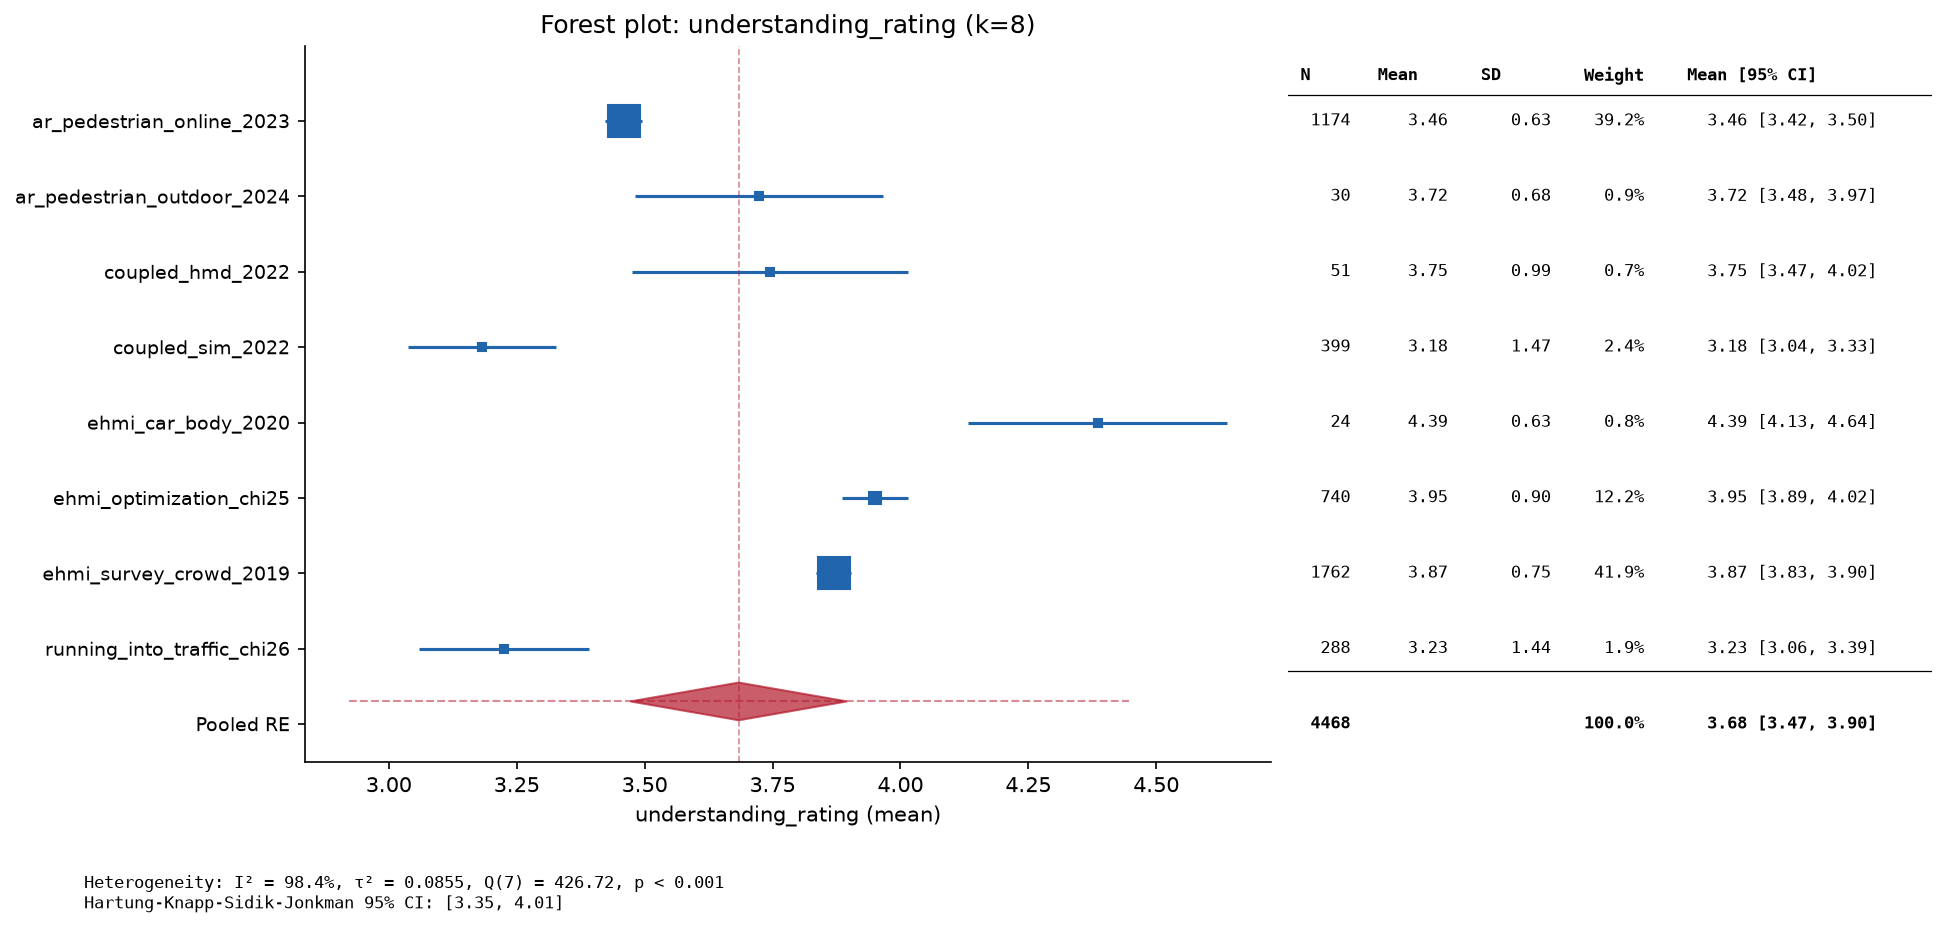 Forest plot: understanding_rating (k=8)
N Mean SD Weight Mean [95% CI]
ar_pedestrian_online_2023 1174 3.46 0.63 39.2% 3.46 [3.42, 3.50]
ar_pedestrian_outdoor_2024 30 3.72 0.68 0.9% 3.72 [3.48, 3.97]
coupled_hmd_2022 51 3.75 0.99 0.7% 3.75 [3.47, 4.02]
coupled_sim_2022 399 3.18 1.47 2.4% 3.18 [3.04, 3.33]
ehmi_car_body_2020 24 4.39 0.63 0.8% 4.39 [4.13, 4.64]
ehmi_optimization_chi25 740 3.95 0.90 12.2% 3.95 [3.89, 4.02]
ehmi_survey_crowd_2019 1762 3.87 0.75 41.9% 3.87 [3.83, 3.90]
running_into_traffic_chi26 288 3.23 1.44 1.9% 3.23 [3.06, 3.39]
Pooled RE 4468 100.0% 3.68 [3.47, 3.90]
3.00 3.25 3.50 3.75 4.00 4.25 4.50
understanding_rating (mean)
Heterogeneity: I² = 98.4%, τ² = 0.0855, Q(7) = 426.72, p < 0.001
Hartung-Knapp-Sidik-Jonkman 95% CI: [3.35, 4.01]